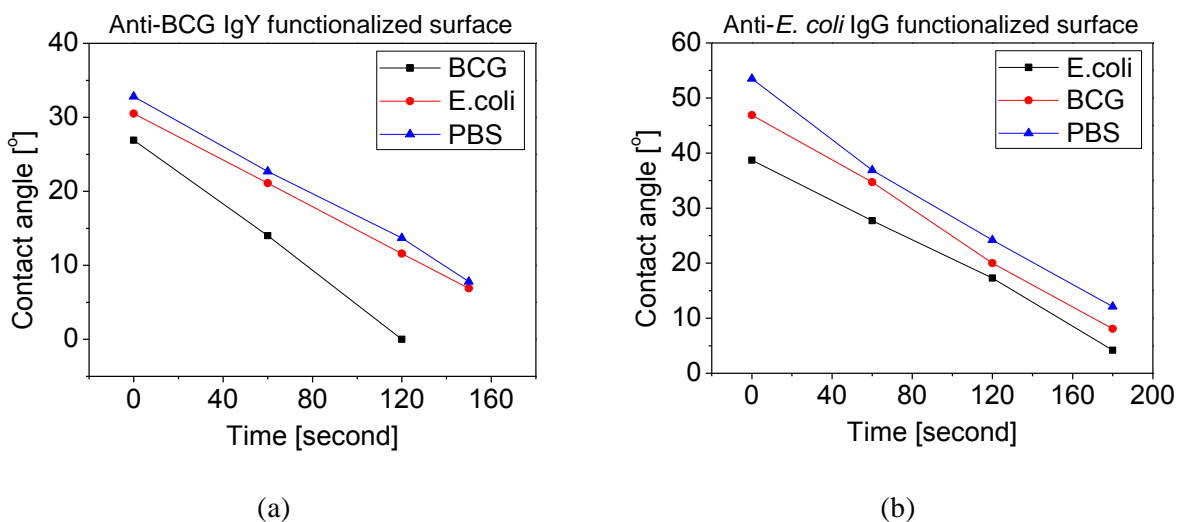 Anti-BCG IgY functionalized surface
40
30
20
10
0
Contact angle [°]
BCG
E.coli
PBS
0 40 80 120 160
Time [second]
(a)
Anti-E. coli IgG functionalized surface
60
50
40
30
20
10
0
Contact angle [°]
E.coli
BCG
PBS
0 40 80 120 160 200
Time [second]
(b)